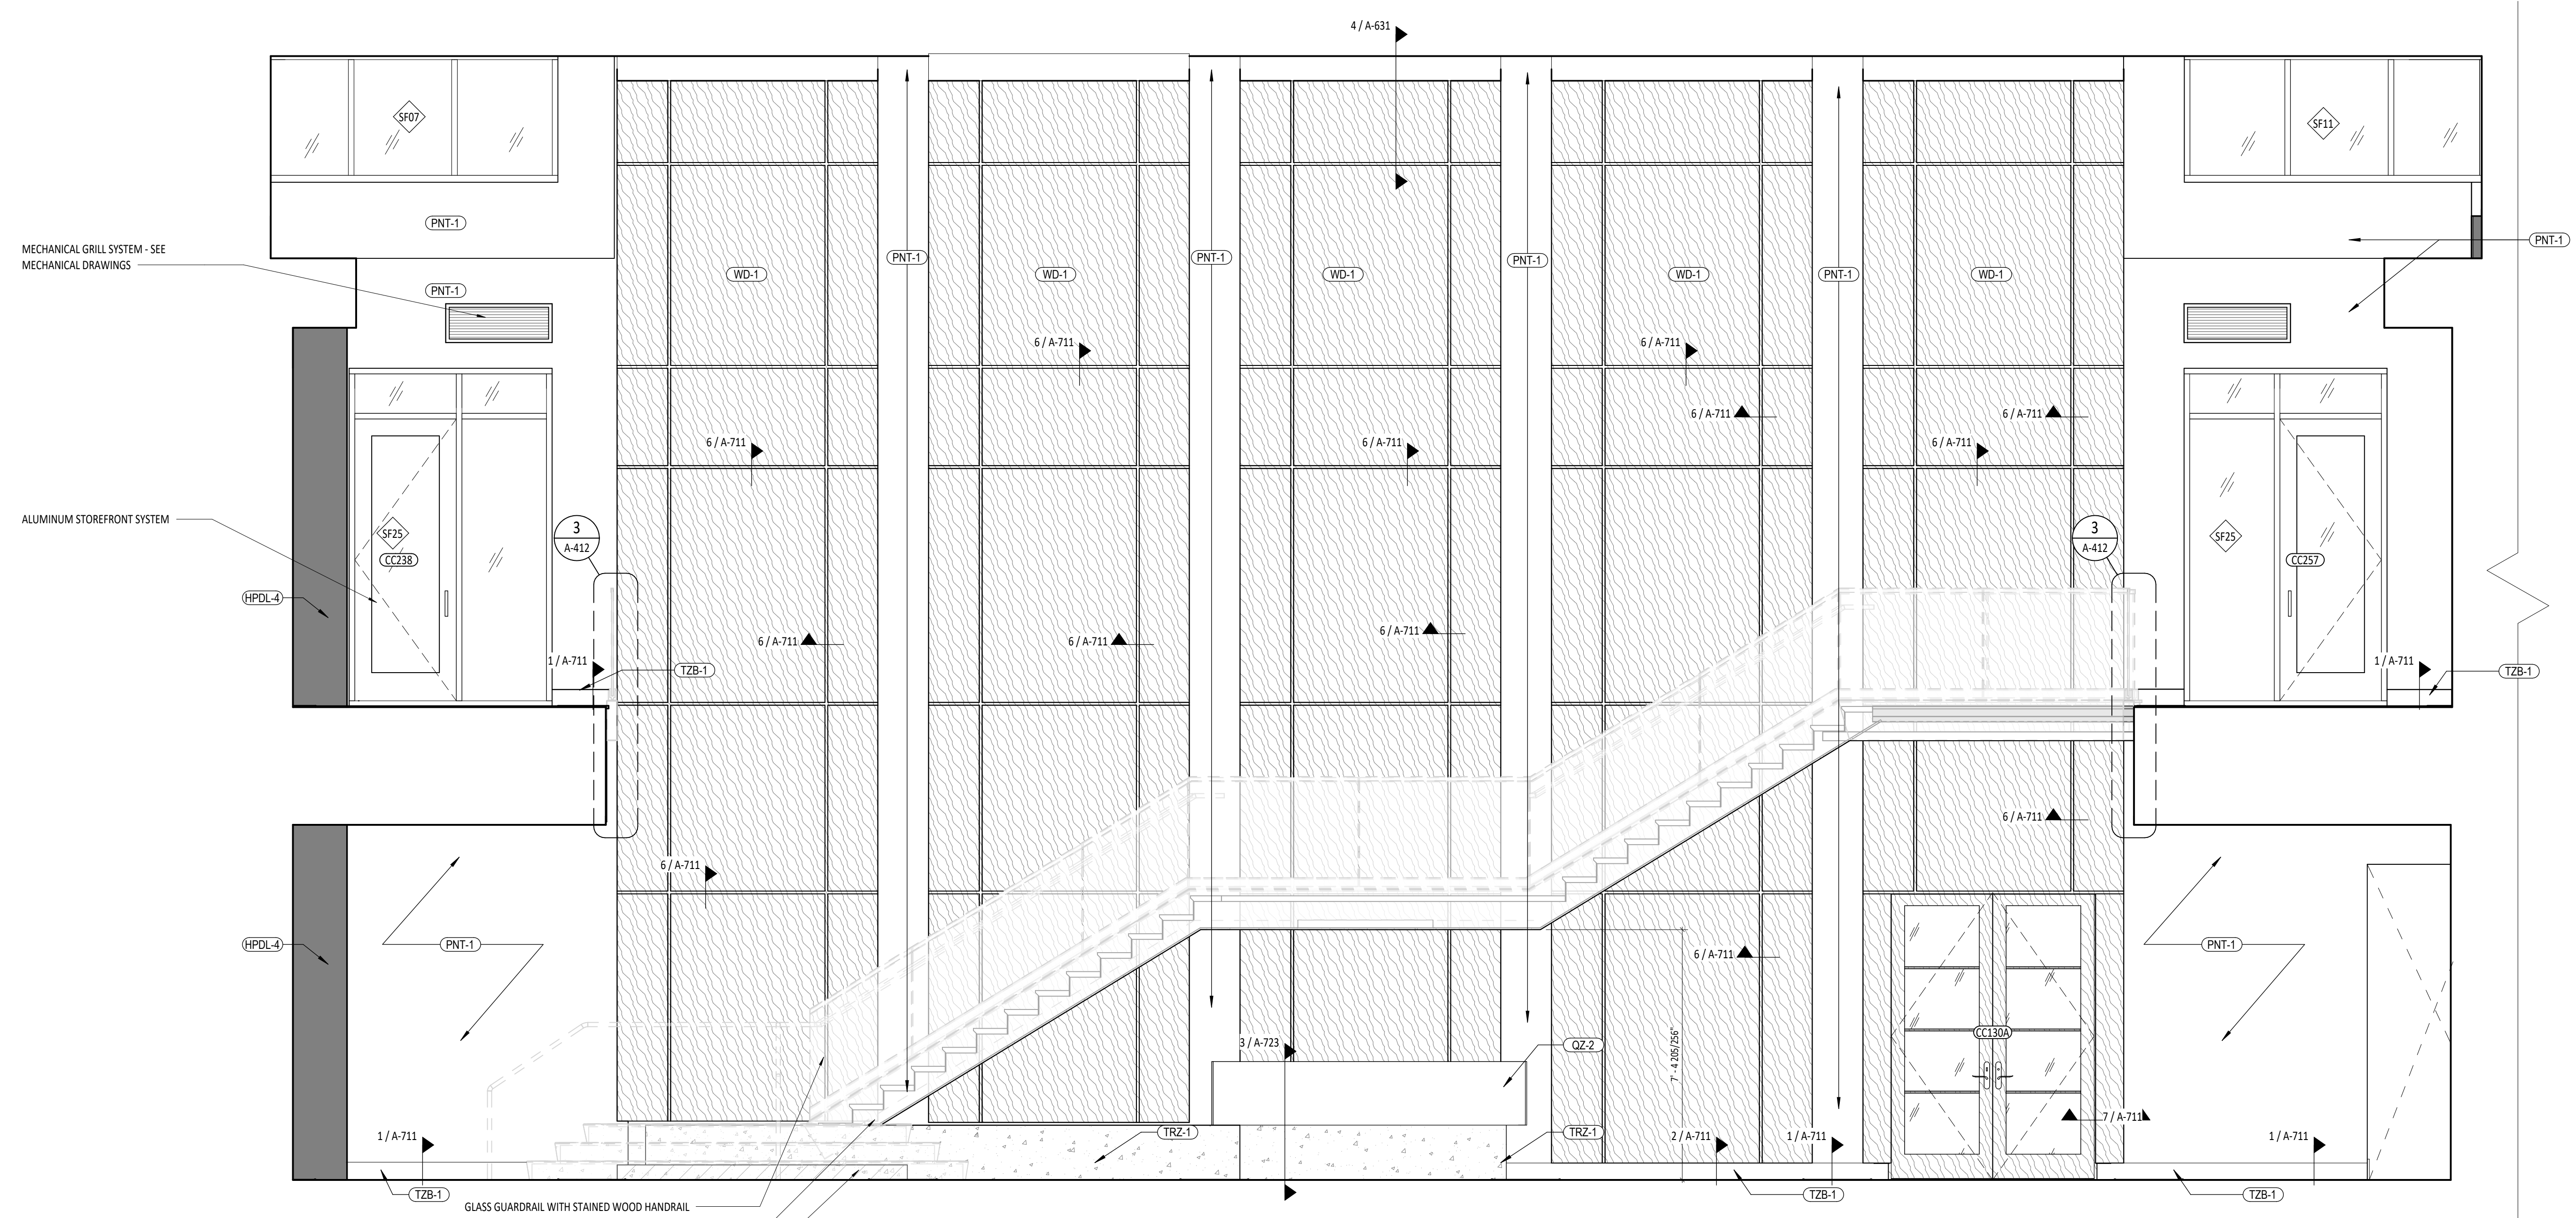 4 / A-631
SF07
SF11
PNT-1
PNT-1
MECHANICAL GRILL SYSTEM - SEE
MECHANICAL DRAWINGS
PNT-1
PNT-1
PNT-1
PNT-1
WD-1
WD-1
WD-1
WD-1
WD-1
PNT-1
PNT-1
6 / A-711
6 / A-711
6 / A-711
6 / A-711
6 / A-711
6 / A-711
6 / A-711
ALUMINUM STOREFRONT SYSTEM
3
A-412
3
A-412
SF25
CC238
SF25
CC257
HPDL-4
6 / A-711
6 / A-711
6 / A-711
1 / A-711
TZB-1
1 / A-711
TZB-1
6 / A-711
6 / A-711
HPDL-4
PNT-1
PNT-1
6 / A-711
CC130A
3 / A-723
QZ-2
7' - 4 205/256"
7 / A-711
1 / A-711
TRZ-1
TRZ-1
2 / A-711
1 / A-711
1 / A-711
TZB-1
TZB-1
TZB-1
GLASS GUARDRAIL WITH STAINED WOOD HANDRAIL